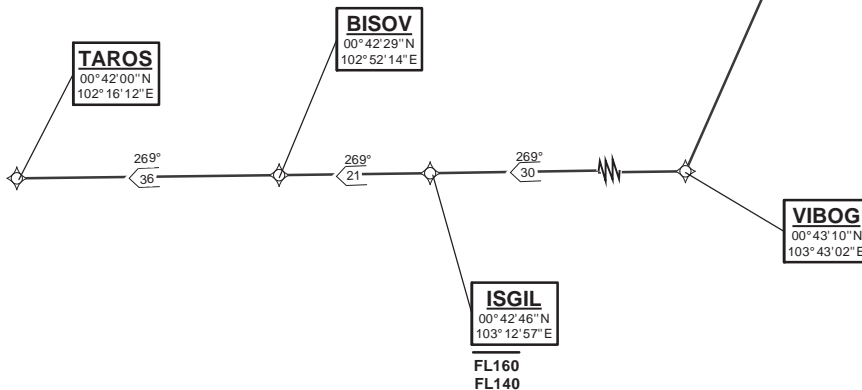 BISOV
00°42'29"N
102°52'14"E
TAROS
00°42'00"N
102°16'12"E
269°
36
269°
21
269°
30
VIBOG
00°43'10"N
103°43'02"E
ISGIL
00°42'46"N
103°12'57"E
FL160
FL140